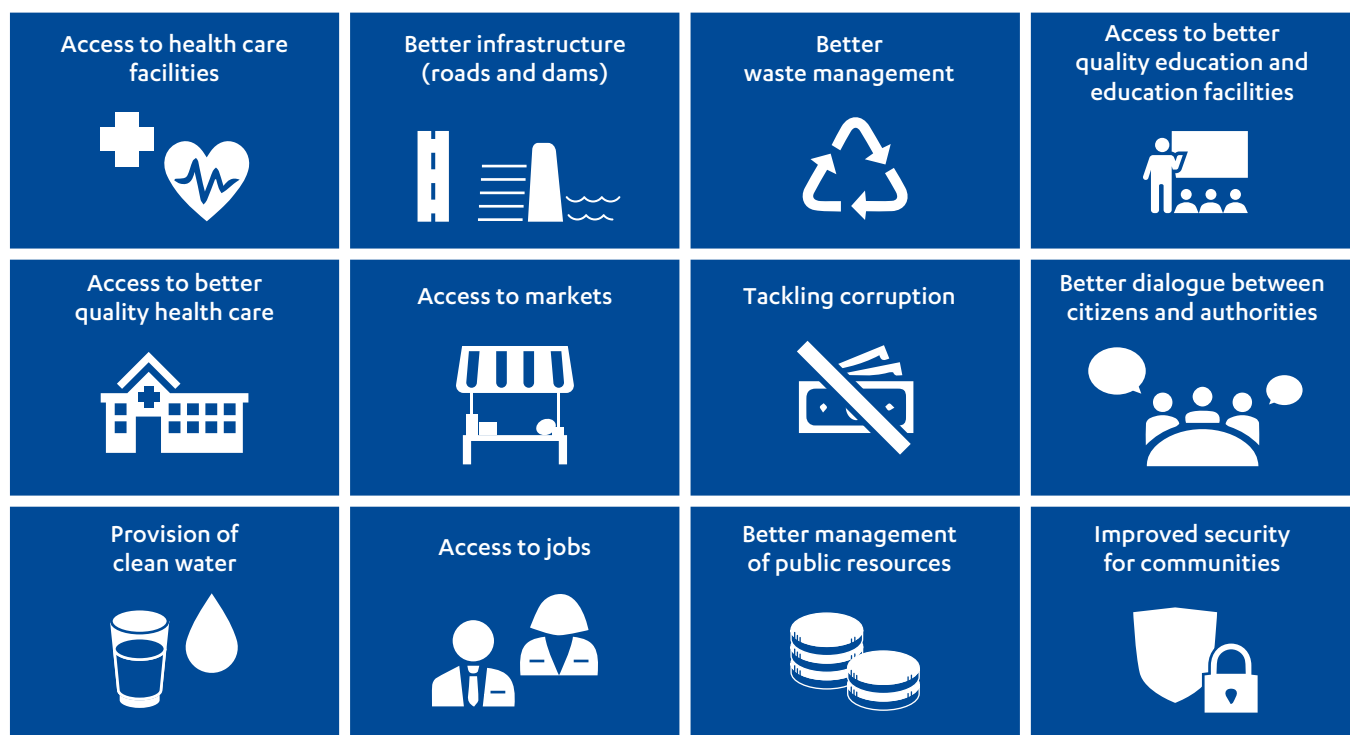 Access to health care
facilities
Better infrastructure
(roads and dams)
Better
waste management
Access to better
quality education and
education facilities
Access to better
quality health care
Access to markets
Tackling corruption
Better dialogue between
citizens and authorities
Provision of
clean water
Access to jobs
Better management
of public resources
Improved security
for communities